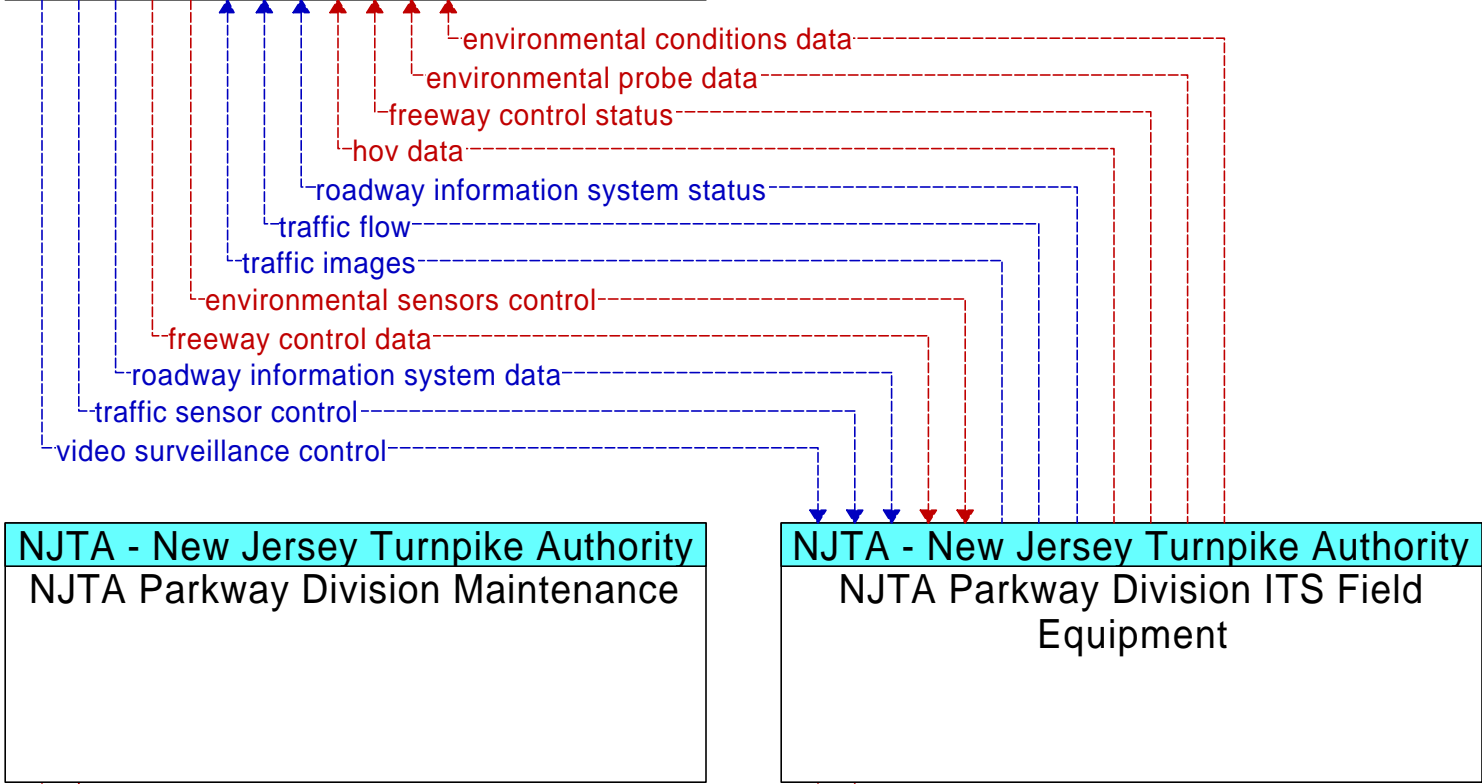 environmental conditions data
environmental probe data
freeway control status
hov data
roadway information system status
traffic flow
traffic images
environmental sensors control
freeway control data
roadway information system data
traffic sensor control
video surveillance control
NJTA - New Jersey Turnpike Authority
NJTA Parkway Division Maintenance
NJTA - New Jersey Turnpike Authority
NJTA Parkway Division ITS Field
Equipment